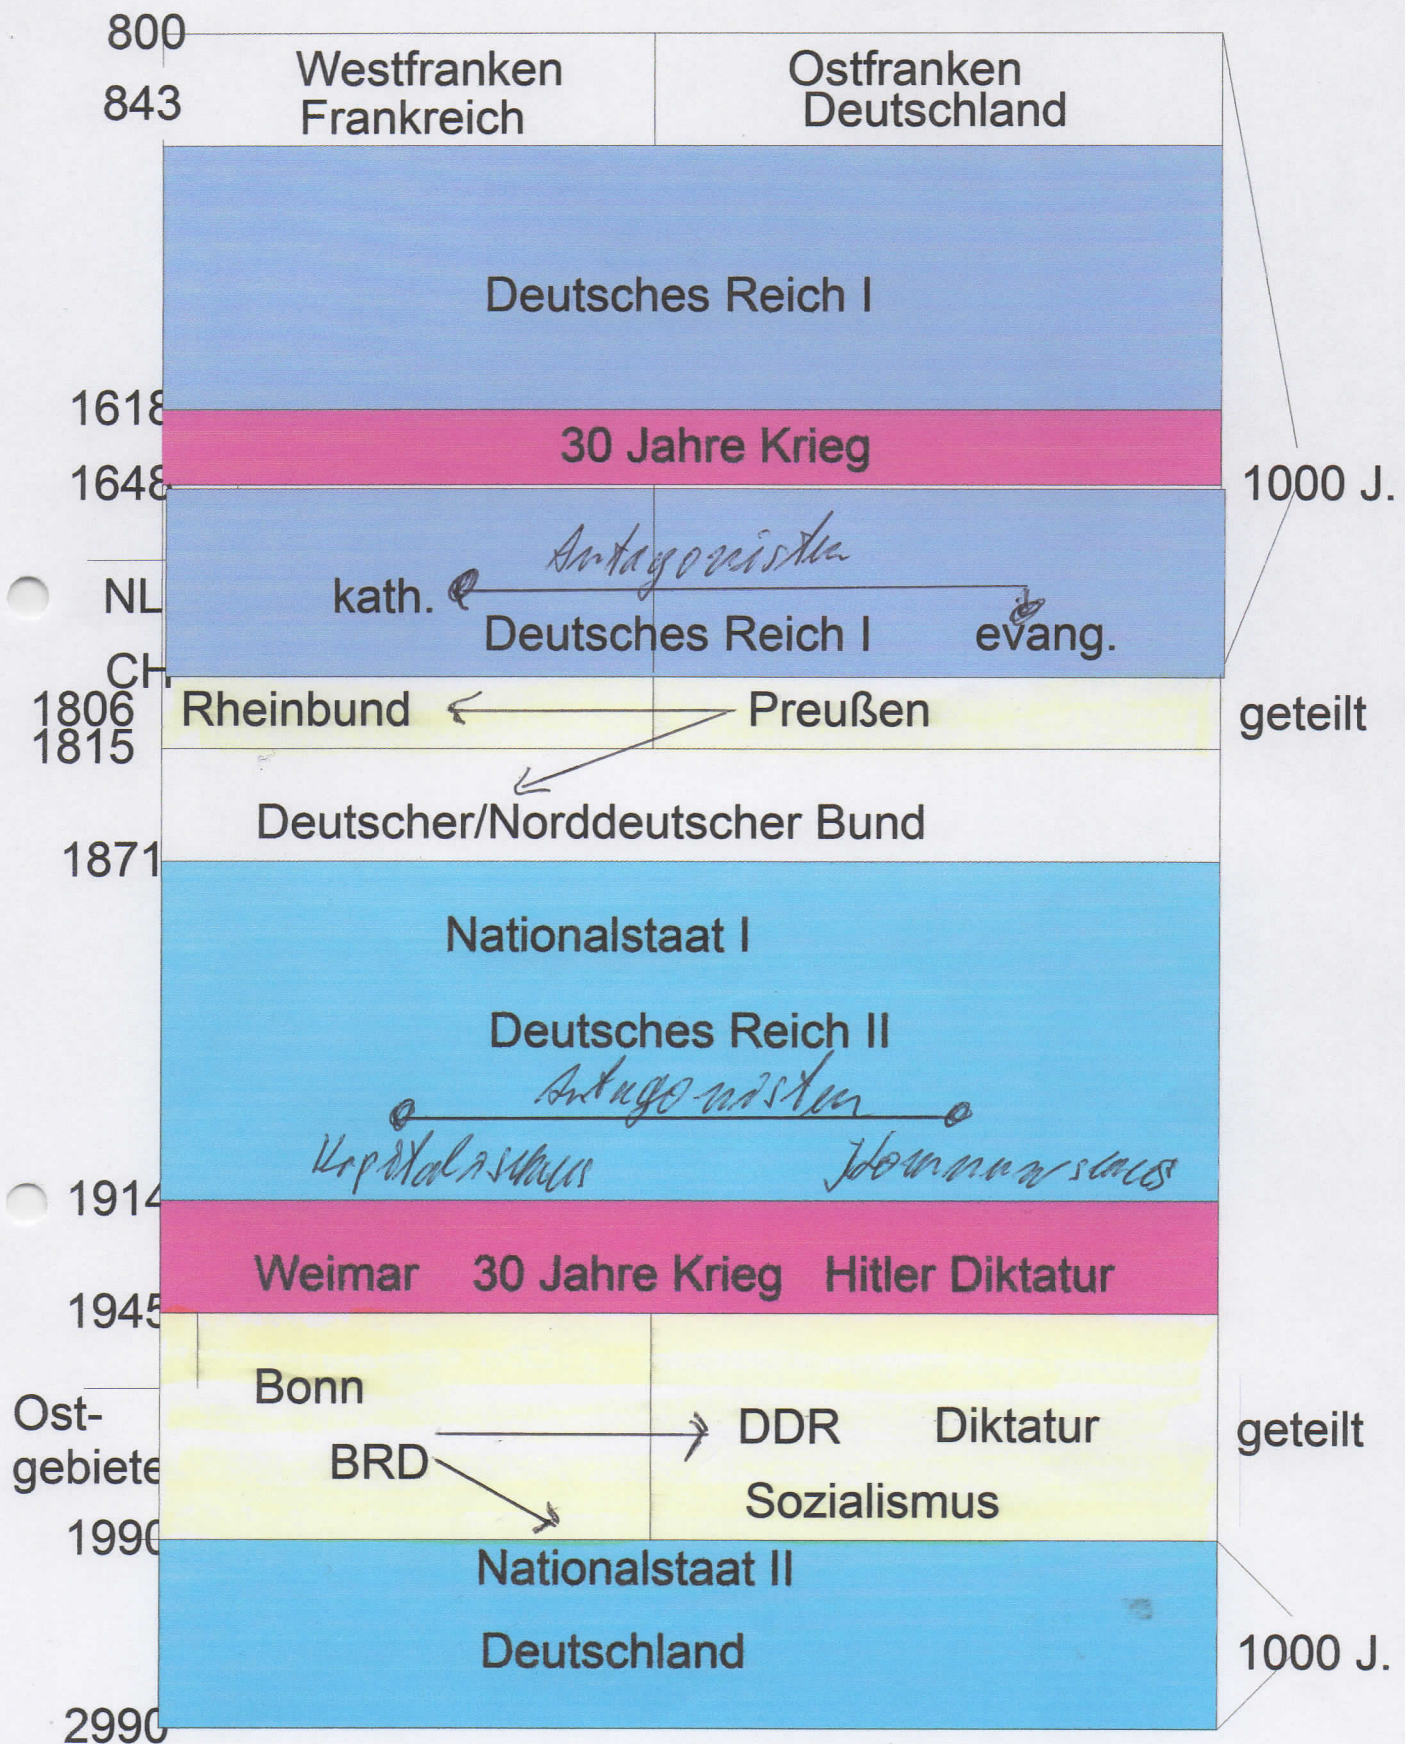 800
Westfranken Ostfranken
843 Frankreich Deutschland
Deutsches Reich I
1618
30 Jahre Krieg
1648 1000 J.
Antagonisten
NL kath.
Deutsches Reich I evang.
CH
1806 Rheinbund Preußen geteilt
1815
Deutscher/Norddeutscher Bund
1871
Nationalstaat I
Deutsches Reich II
Antagonisten
Kapitalismus Kommunismus
1914
Weimar 30 Jahre Krieg Hitler Diktatur
1945
Bonn
Ost- DDR Diktatur geteilt
gebiete BRD
Sozialismus
1990
Nationalstaat II
Deutschland 1000 J.
2990